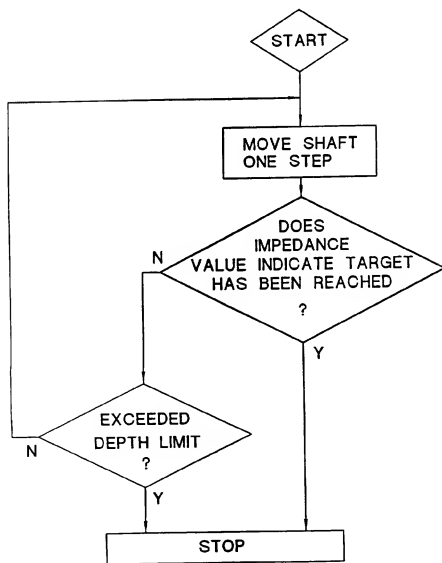 START
MOVE SHAFT
ONE STEP
DOES
IMPEDANCE
VALUE INDICATE TARGET
HAS BEEN REACHED
?
N
Y
EXCEEDED
DEPTH LIMIT
?
N
Y
STOP